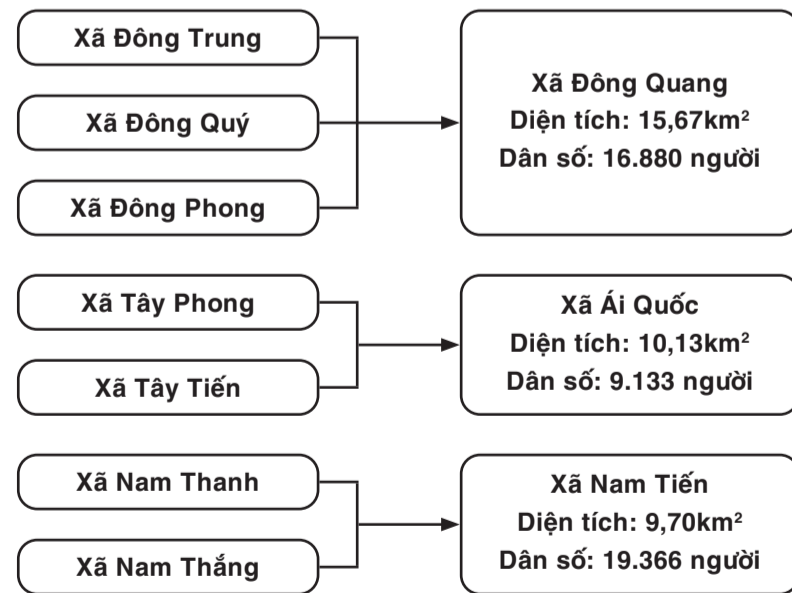 Xã Đông Trung
Xã Đông Quý
Xã Đông Phong
Xã Đông Quang
Diện tích: 15,67km²
Dân số: 16.880 người
Xã Tây Phong
Xã Tây Tiến
Xã Ái Quốc
Diện tích: 10,13km²
Dân số: 9.133 người
Xã Nam Thanh
Xã Nam Thắng
Xã Nam Tiến
Diện tích: 9,70km²
Dân số: 19.366 người